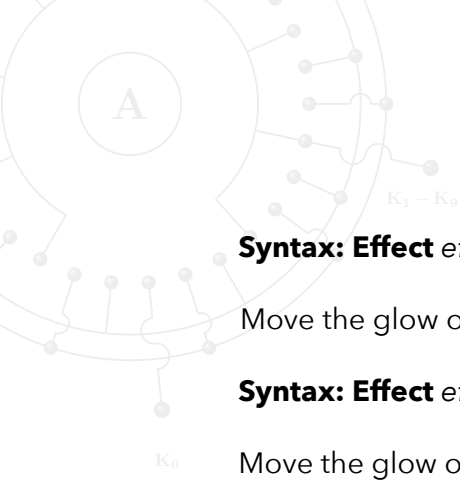 A
K₁ – K₉
Syntax: Effect
Move the glow
K₀
Syntax: Effect
Move the glow